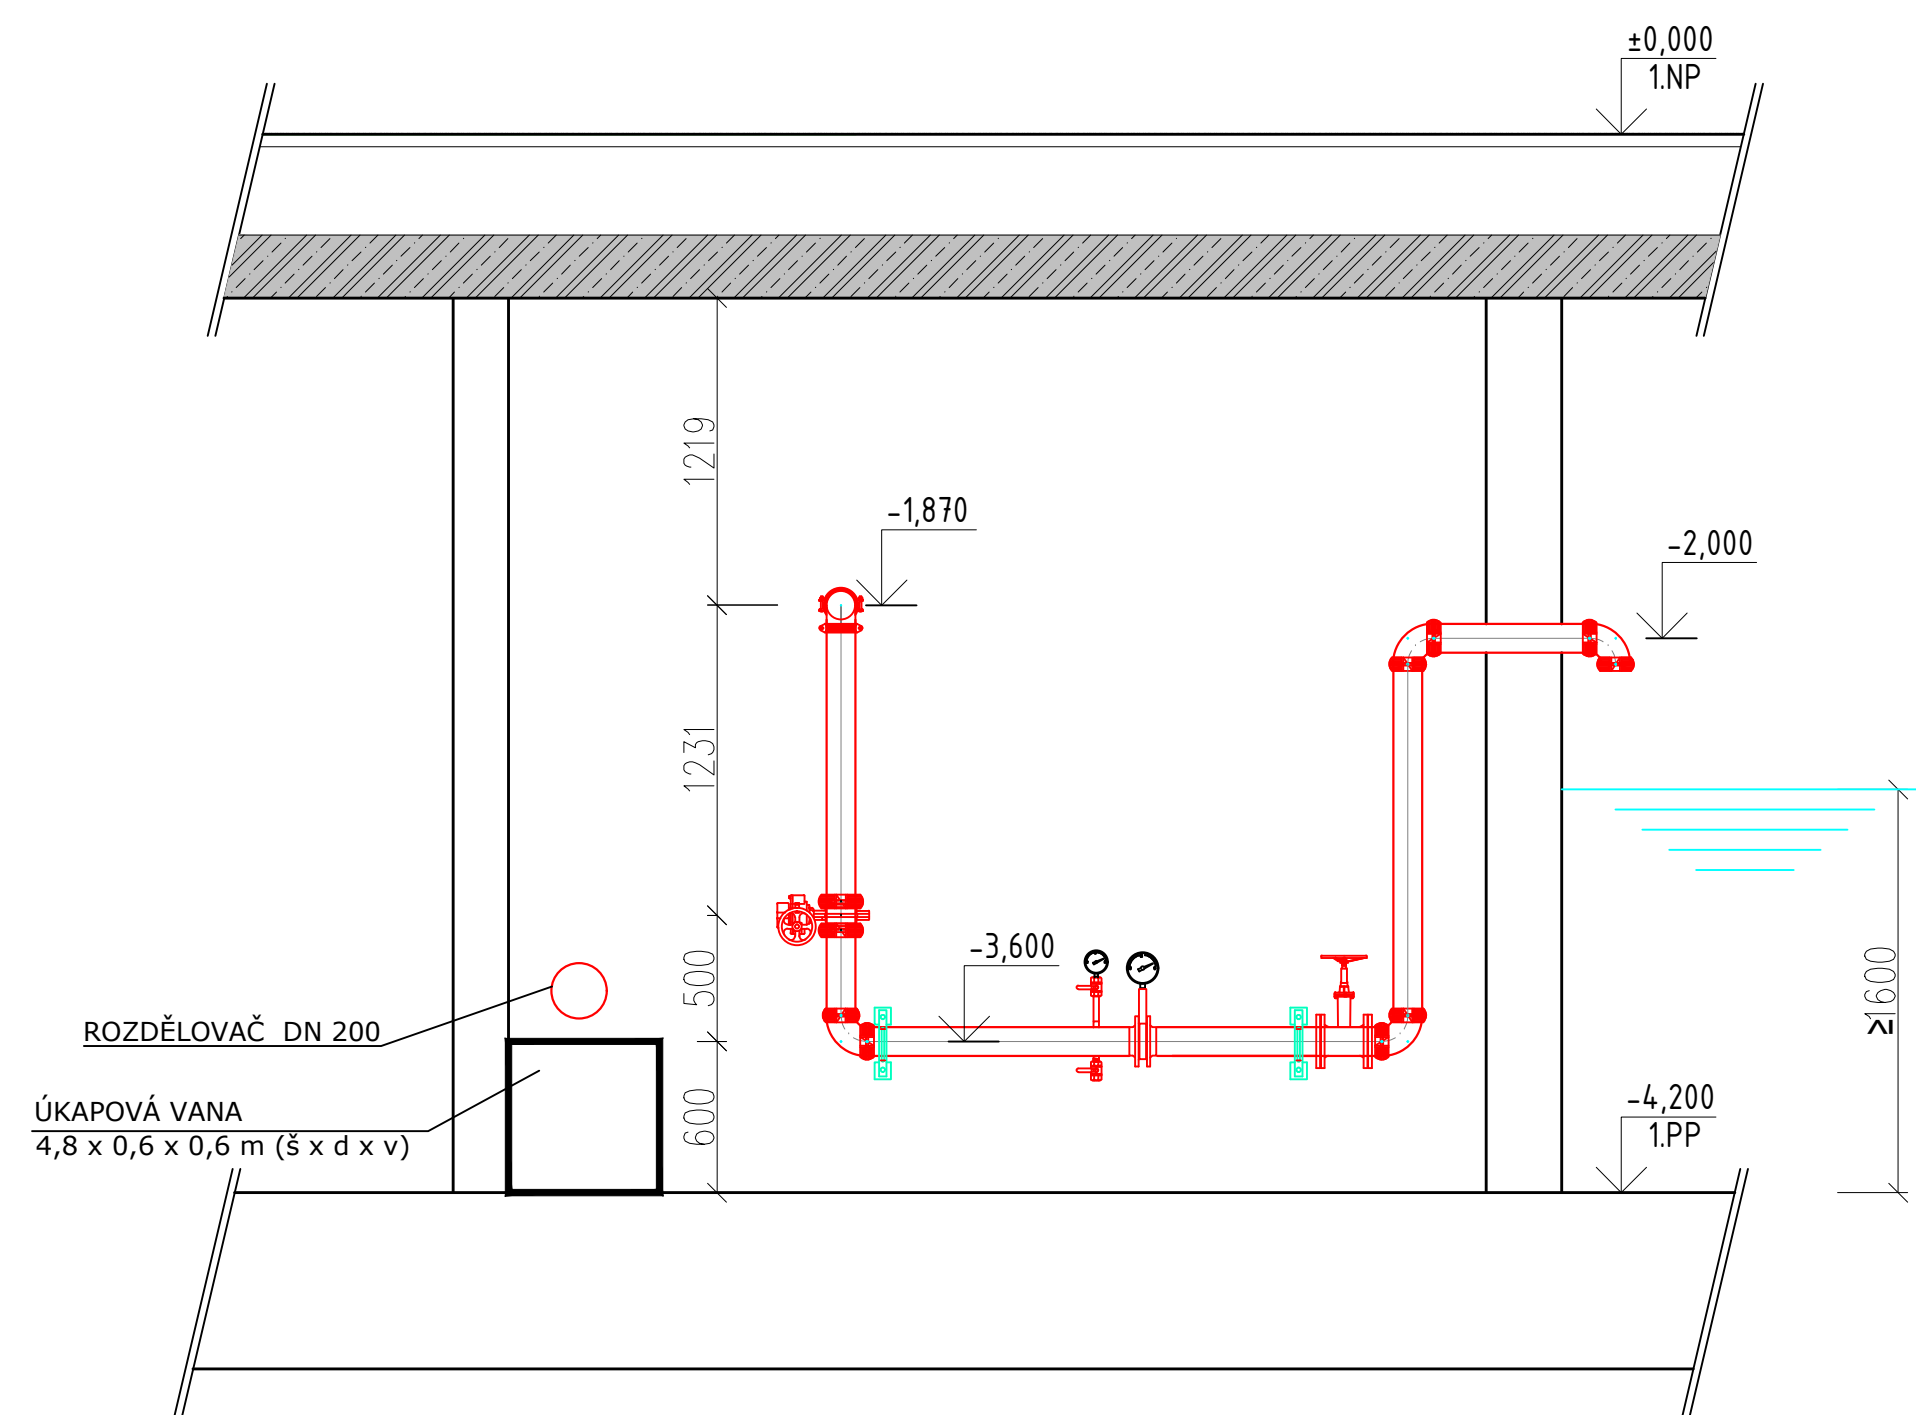 ±0,000
1.NP
1219
-1,870
-2,000
1231
-3,600
500
≥1600
ROZDĚLOVAČ DN 200
ÚKAPOVÁ VANA
4,8 x 0,6 x 0,6 m (š x d x v)
600
-4,200
1.PP